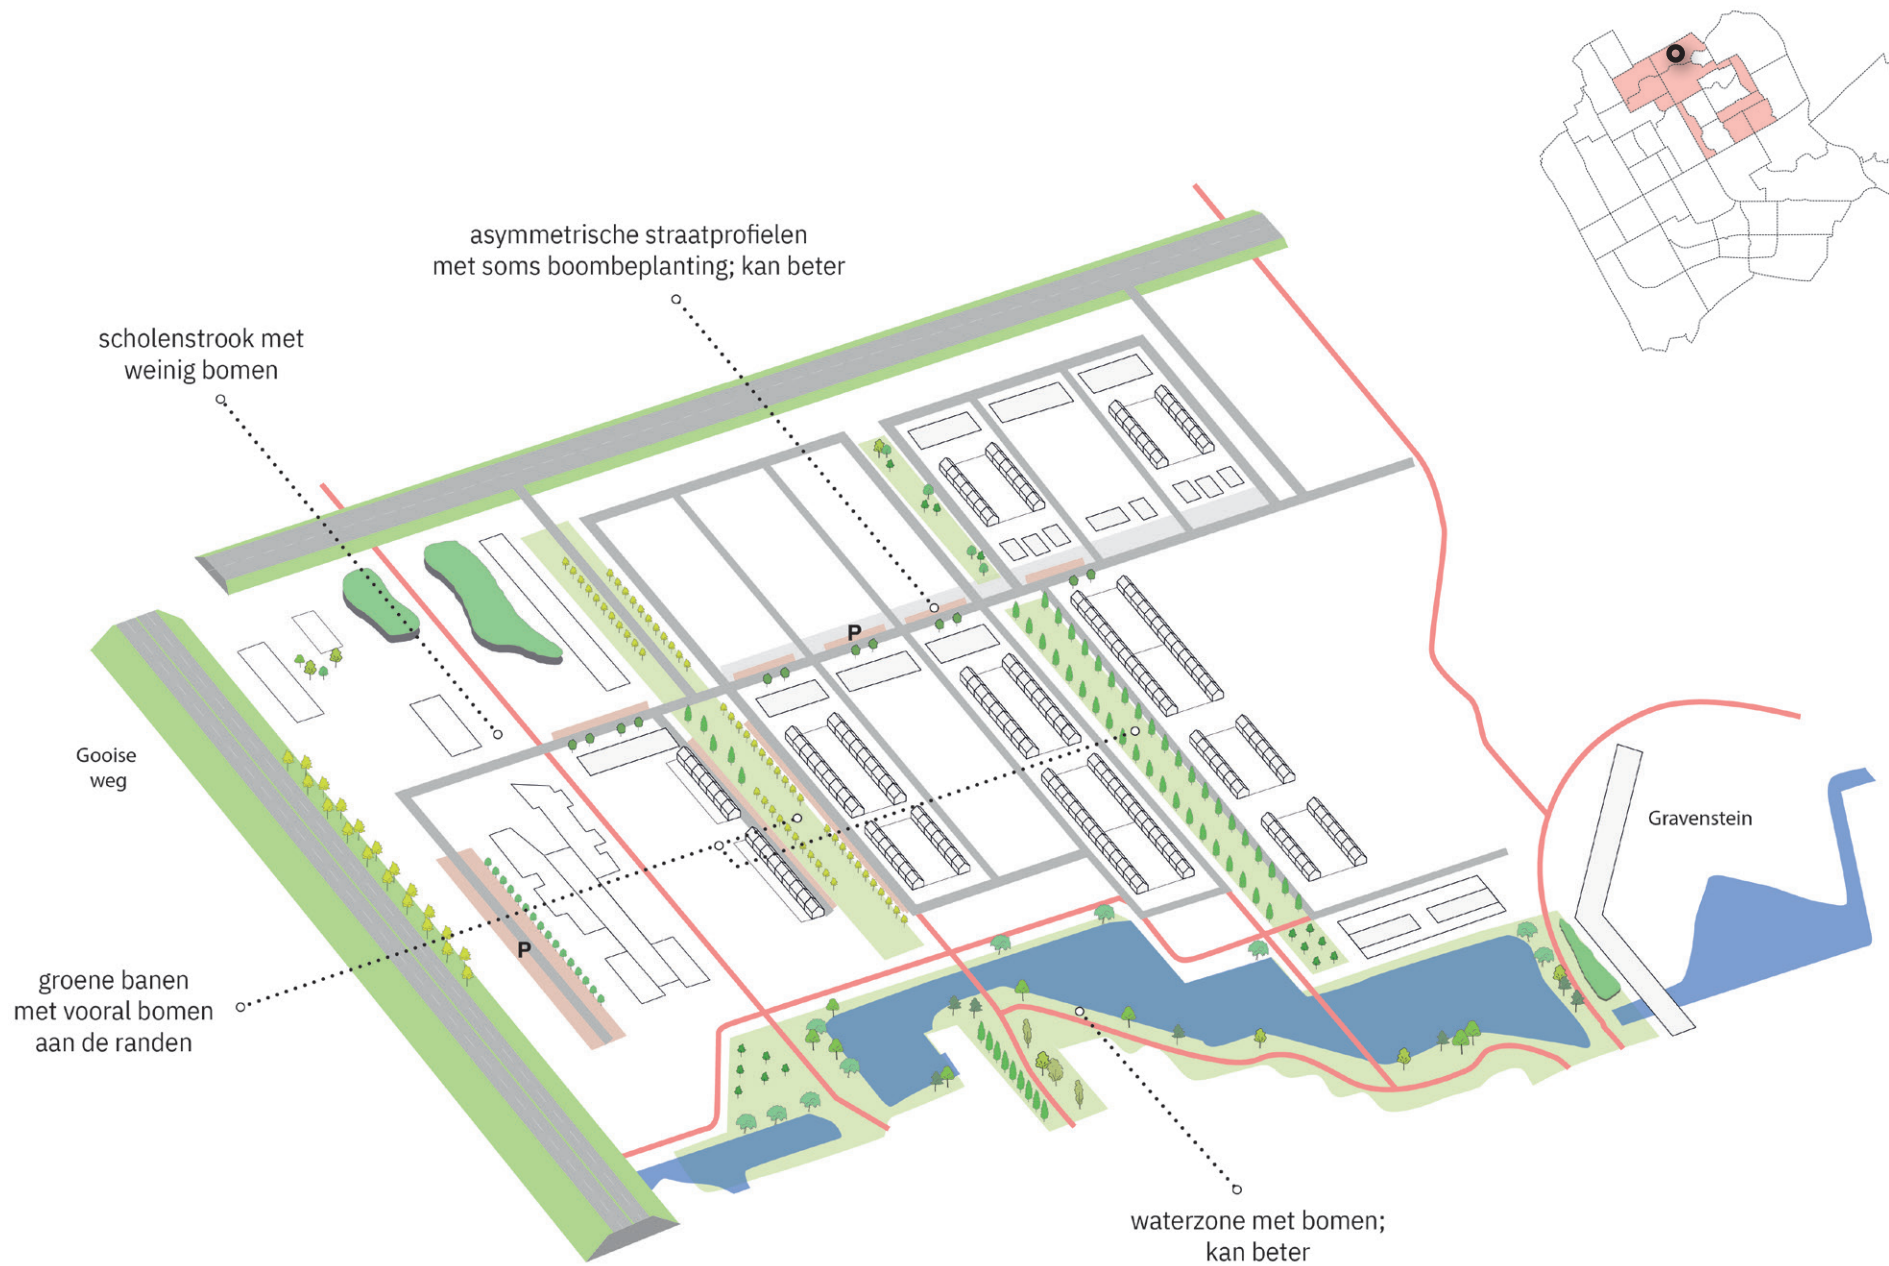 asymmetrische straatprofielen
met soms boombeplanting; kan beter
scholenstrook met
weinig bomen
P
Gooise
weg
Gravenstein
P
groene banen
met vooral bomen
aan de randen
waterzone met bomen;
kan beter